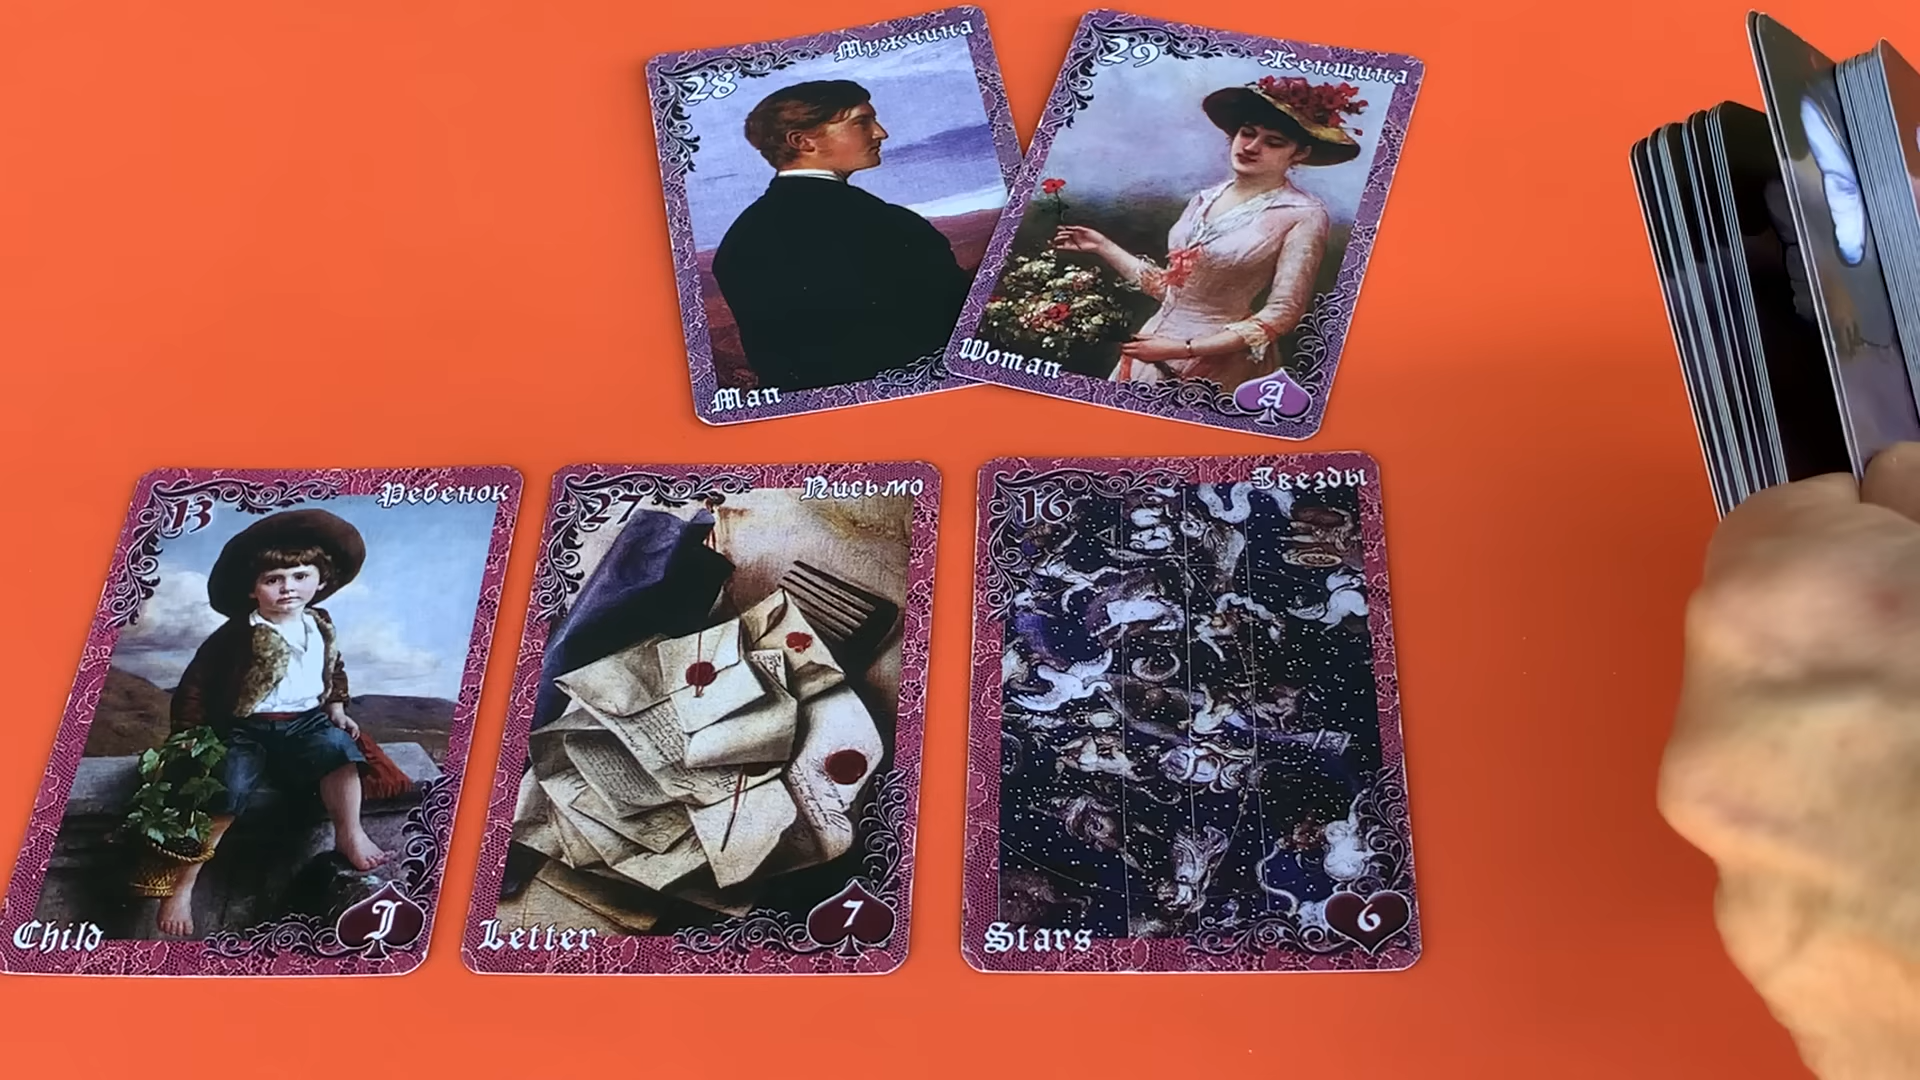 28
Мужчина
Man
29
Женщина
Woman
A
13
Ребенок
Child
J
27
Письмо
Letter
7
16
Звезды
Stars
6